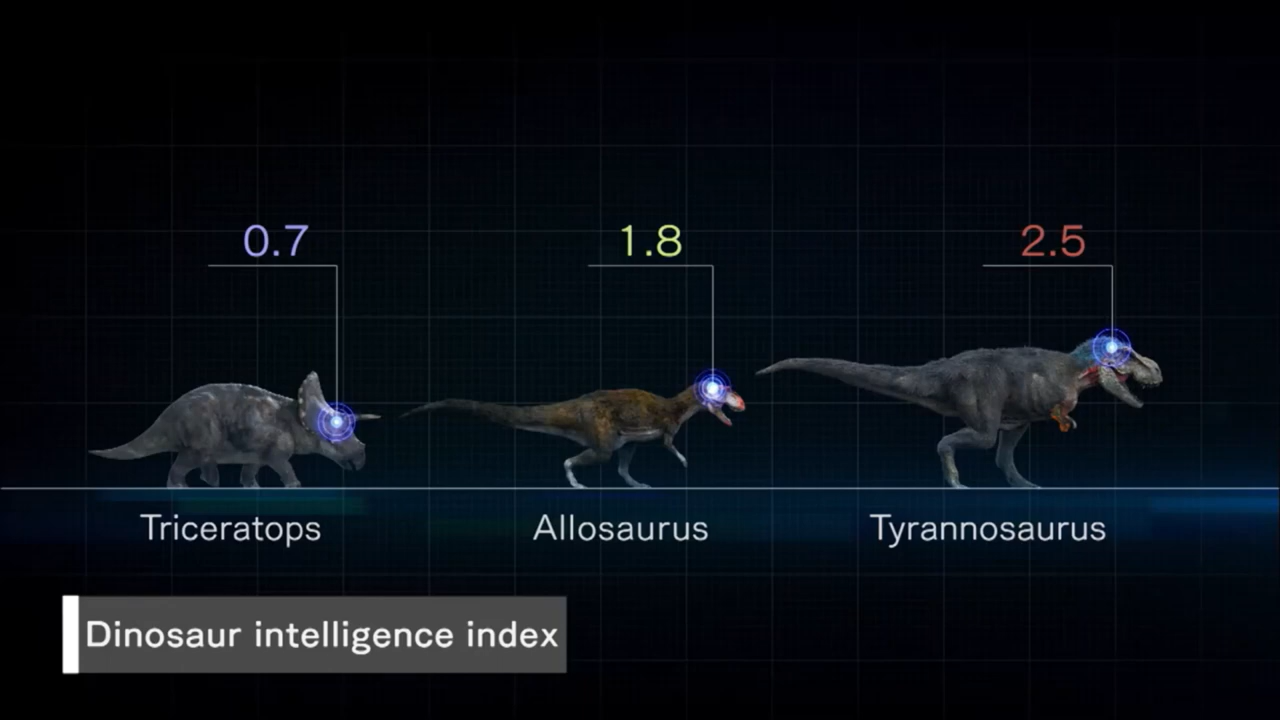 0.7
1.8
2.5
Triceratops
Allosaurus
Tyrannosaurus
Dinosaur intelligence index